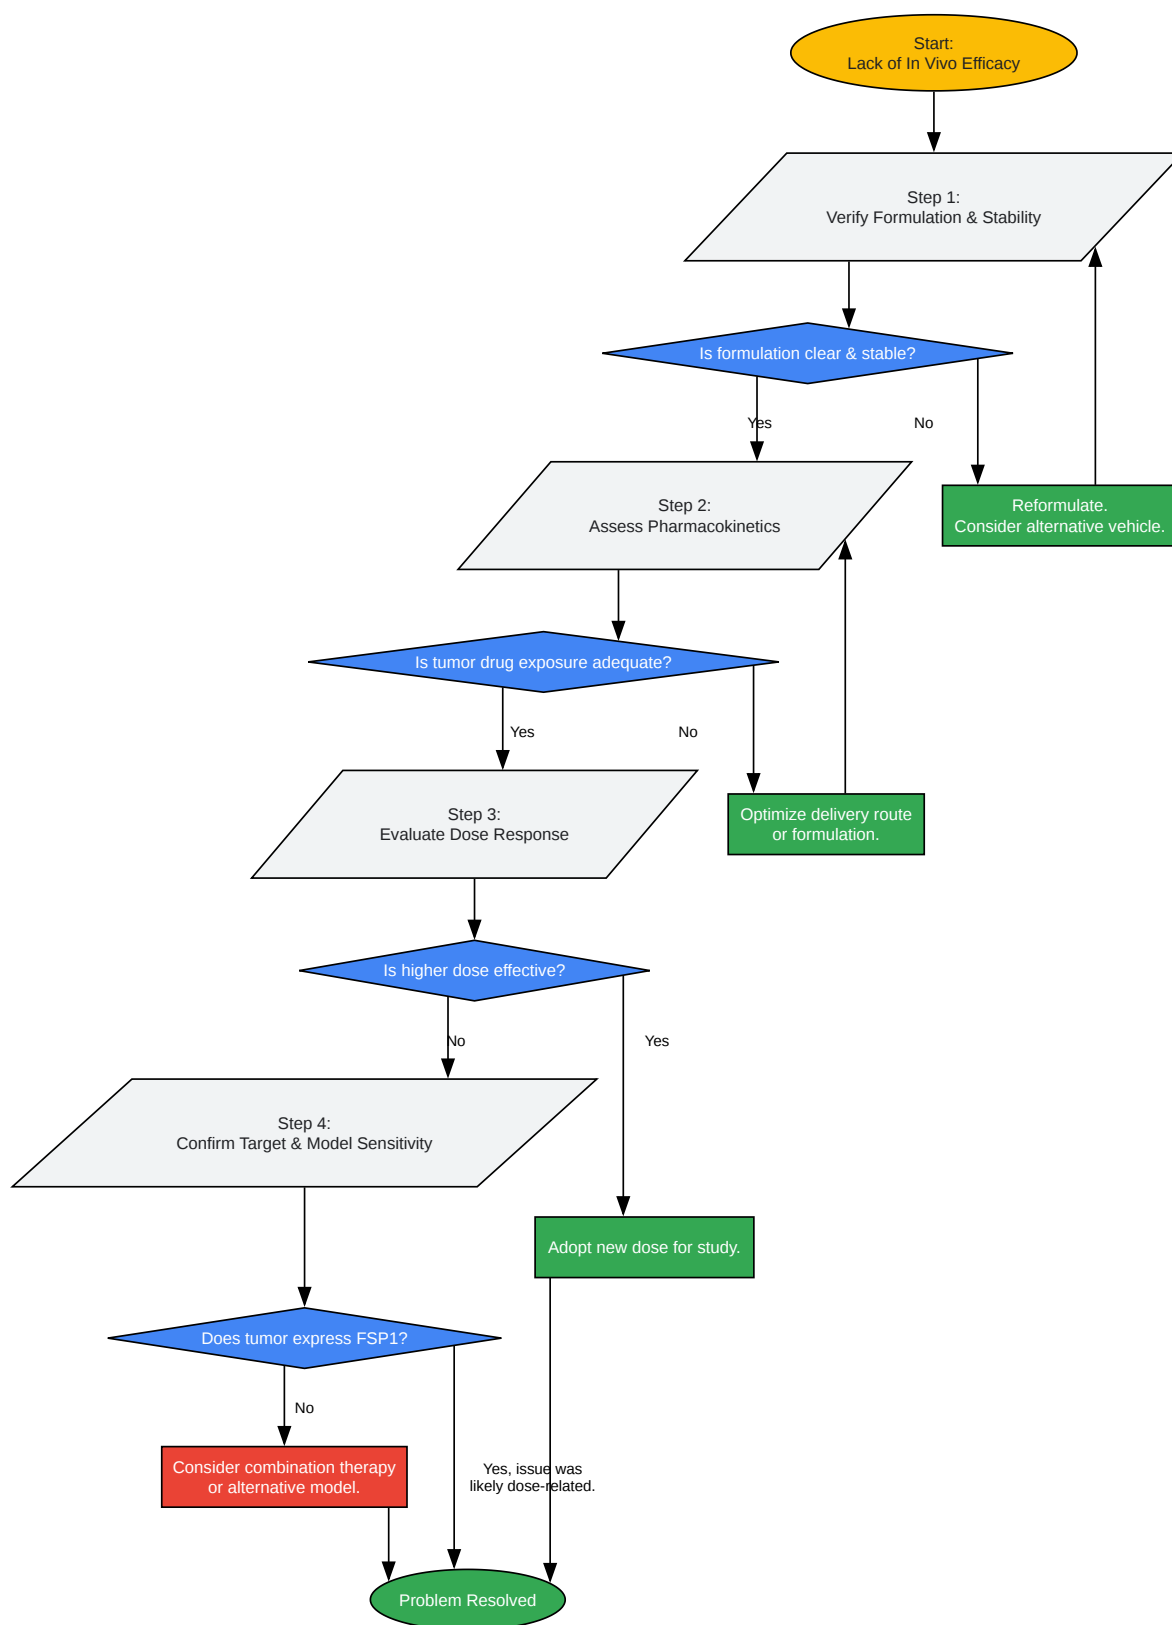 Start:
Lack of In Vivo Efficacy
Step 1:
Verify Formulation & Stability
Is formulation clear & stable?
Yes
No
Step 2:
Assess Pharmacokinetics
Reformulate.
Consider alternative vehicle.
Is tumor drug exposure adequate?
Yes
No
Step 3:
Evaluate Dose Response
Optimize delivery route
or formulation.
Is higher dose effective?
No
Yes
Step 4:
Confirm Target & Model Sensitivity
Adopt new dose for study.
Does tumor express FSP1?
No
Consider combination therapy
or alternative model.
Yes, issue was
likely dose-related.
Problem Resolved